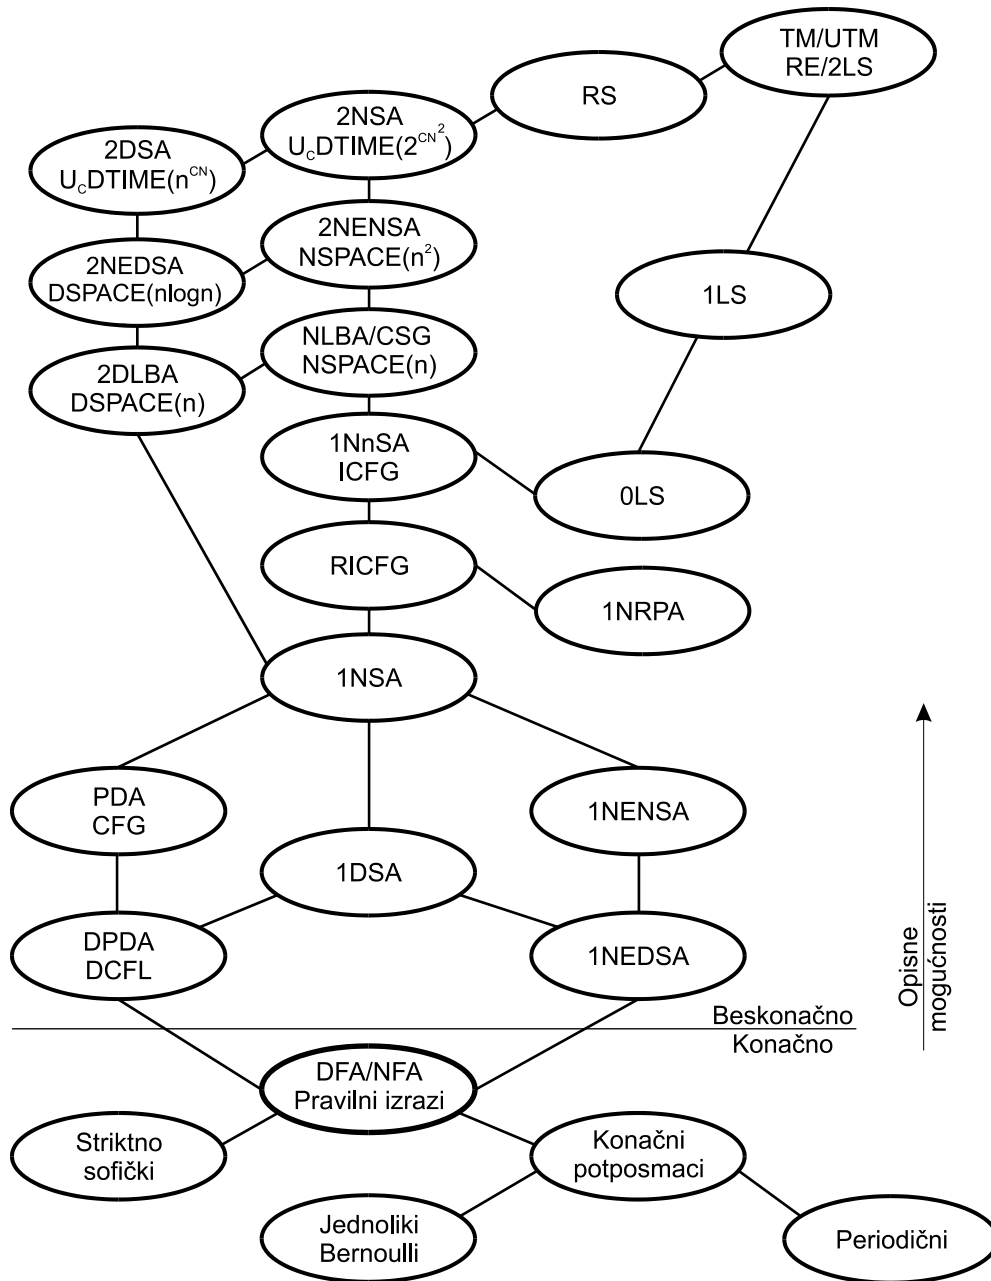 TM/UTM
RE/2LS
RS
2NSA
U_CDTIME(2^CN^2)
2DSA
U_CDTIME(n^CN)
2NENSA
NSPACE(n²)
2NEDSA
DSPACE(nlogn)
1LS
NLBA/CSG
NSPACE(n)
2DLBA
DSPACE(n)
1NnSA
ICFG
0LS
RICFG
1NRPA
1NSA
PDA
CFG
1NENSA
1DSA
DPDA
DCFL
1NEDSA
Opisne
mogućnosti
Beskonačno
Konačno
DFA/NFA
Pravilni izrazi
Striktno
sofički
Konačni
potposmaci
Jednoliki
Bernoulli
Periodični